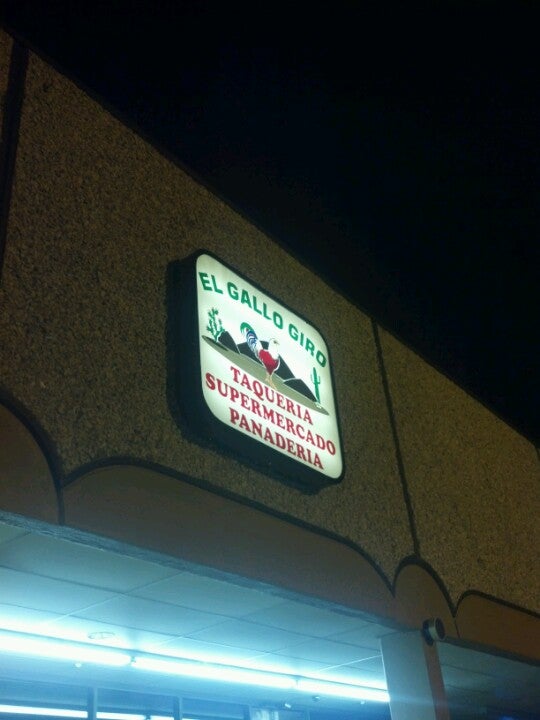 EL GALLO GIRO
TAQUERIA
SUPERMERCADO
PANADERIA